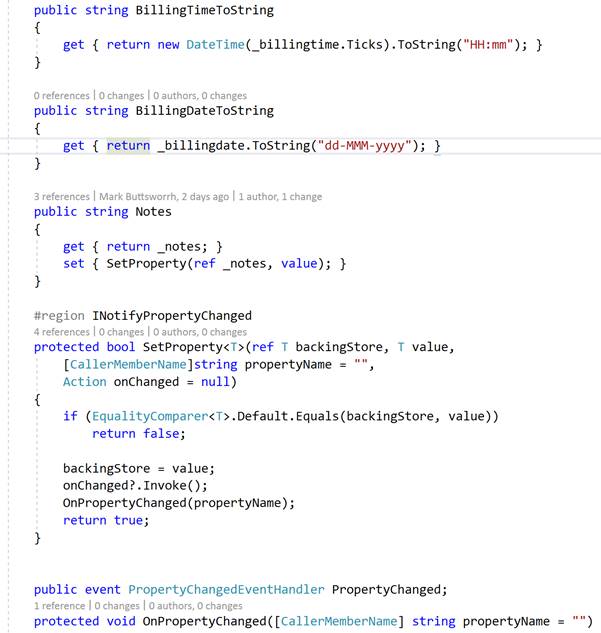 public string BillingTimeToString
{
get { return new DateTime(_billingtime.Ticks).ToString("HH:mm"); }
}
0 references | 0 changes | 0 authors, 0 changes
public string BillingDateToString
{
get { return _billingdate.ToString("dd-MMM-yyyy"); }
}
3 references | Mark Buttsworrh, 2 days ago | 1 author, 1 change
public string Notes
{
get { return _notes; }
set { SetProperty(ref _notes, value); }
}
#region INotifyPropertyChanged
4 references | 0 changes | 0 authors, 0 changes
protected bool SetProperty<T>(ref T backingStore, T value,
[CallerMemberName]string propertyName = "",
Action onChanged = null)
{
if (EqualityComparer<T>.Default.Equals(backingStore, value))
return false;
backingStore = value;
onChanged?.Invoke();
OnPropertyChanged(propertyName);
return true;
}
public event PropertyChangedEventHandler PropertyChanged;
1 reference | 0 changes | 0 authors, 0 changes
protected void OnPropertyChanged([CallerMemberName] string propertyName = "")